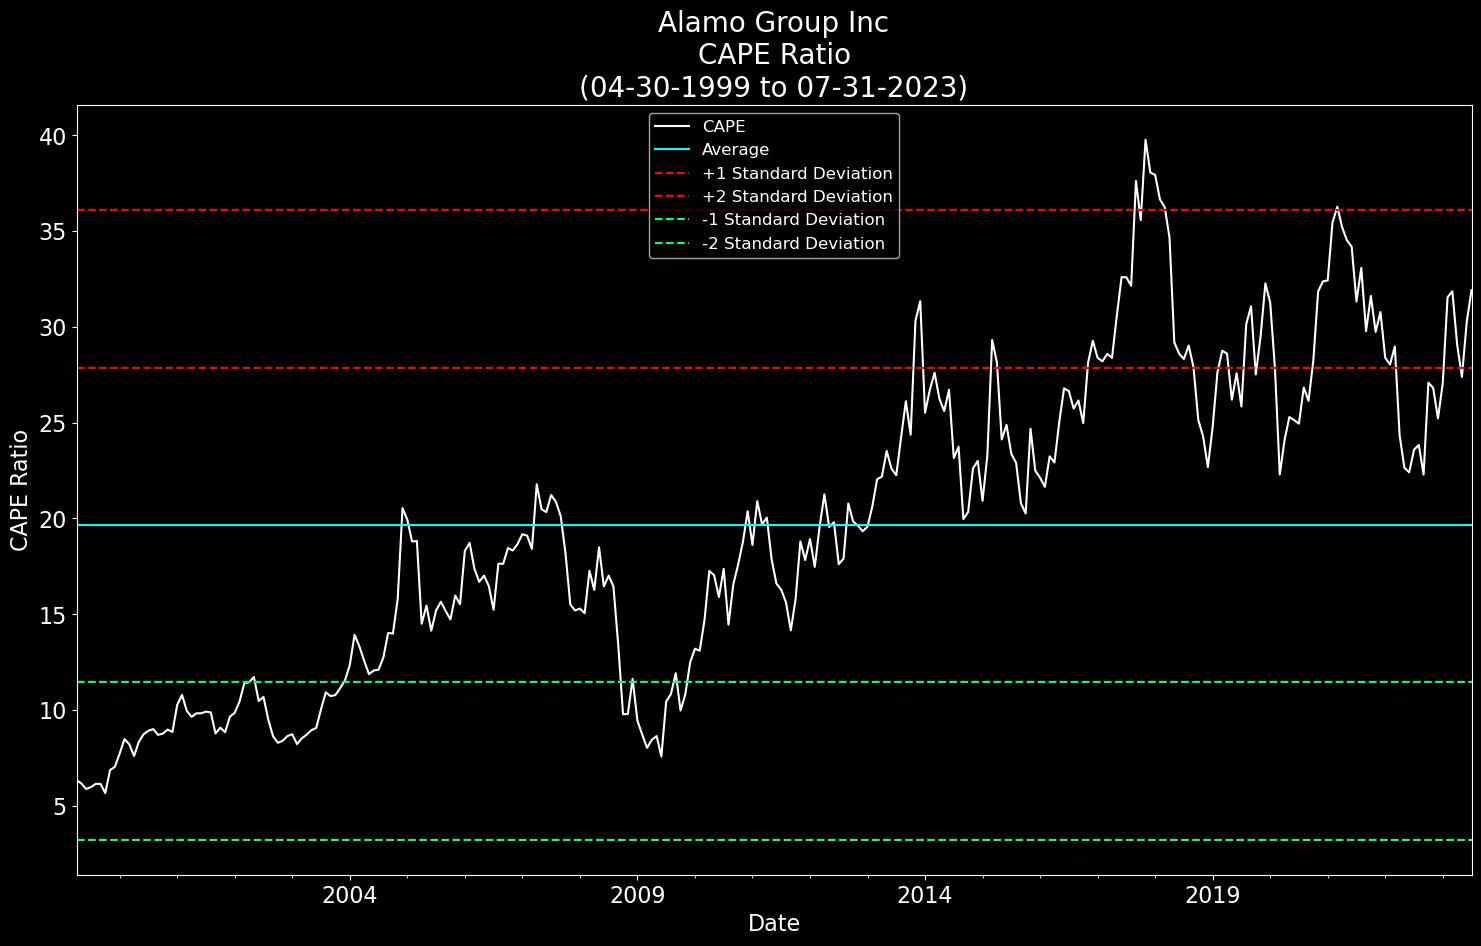 Alamo Group Inc
CAPE Ratio
(04-30-1999 to 07-31-2023)
CAPE
Average
+1 Standard Deviation
+2 Standard Deviation
-1 Standard Deviation
-2 Standard Deviation
40
35
30
25
20
15
10
5
CAPE Ratio
2004
2009
2014
2019
Date